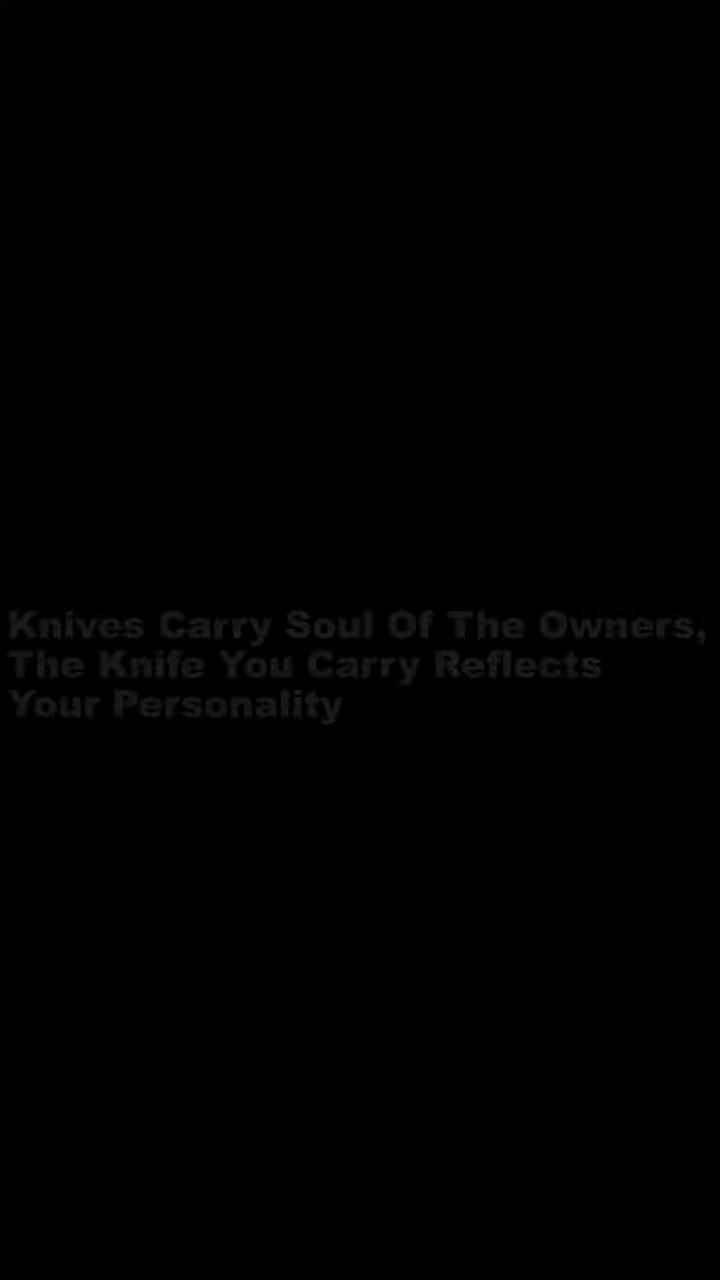 Knives Carry Soul Of The Owners,
The Knife You Carry Reflects
Your Personality